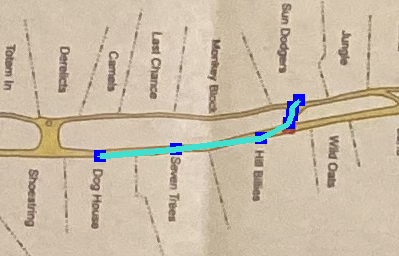 Totem In
Derelicts
Camels
Last Chance
Monkey Block
Sun Dodgers
Jungle
Shoestring
Dog House
Seven Trees
Hill Billies
Wild Oats